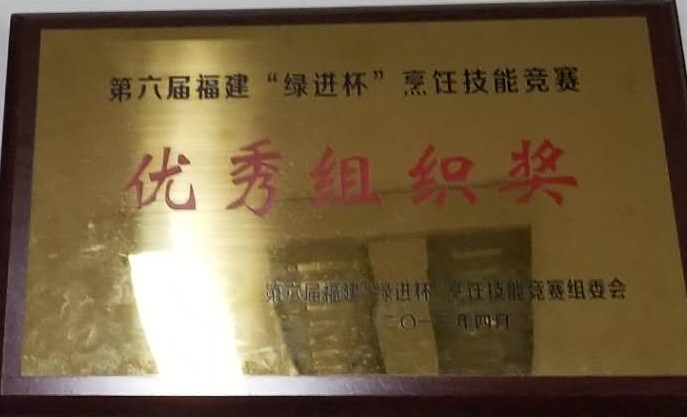 第六届福建“绿进杯”烹饪技能竞赛
优秀组织奖
第六届福建“绿进杯”烹饪技能竞赛组委会
二〇一 年四月